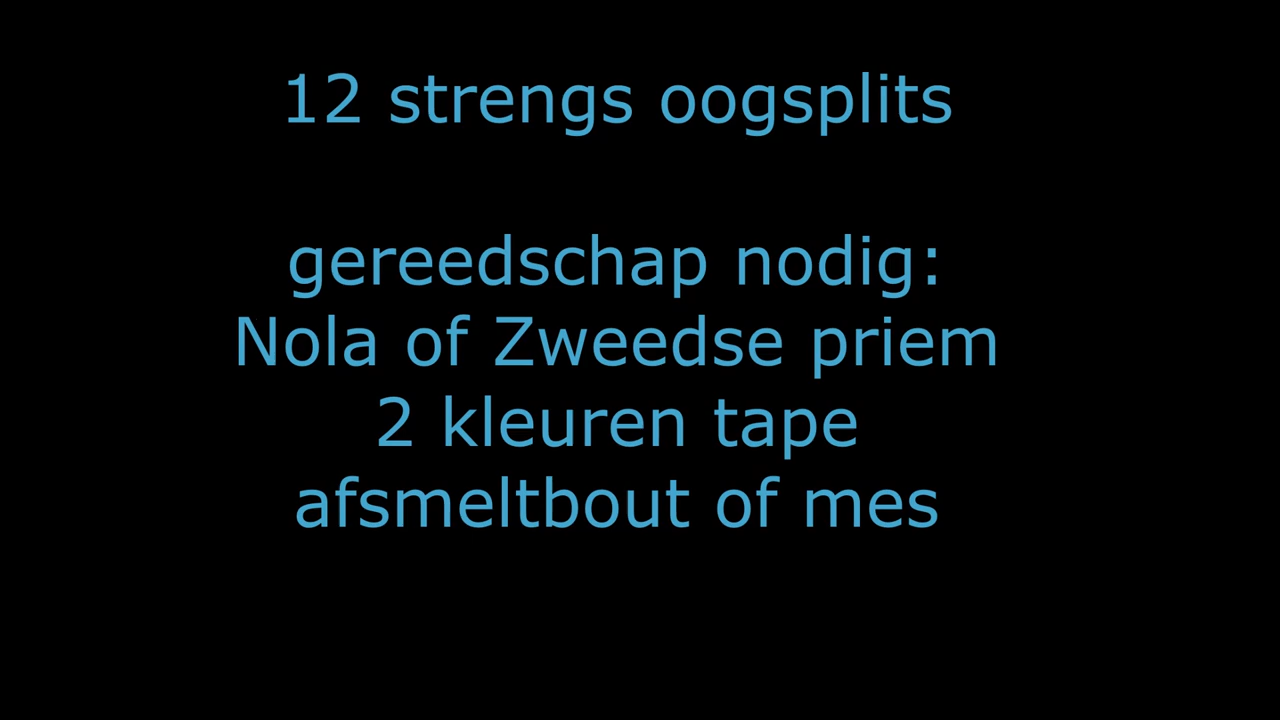 12 strengs oogsplits
gereedschap nodig:
Nola of Zweedse priem
2 kleuren tape
afsmeltbout of mes